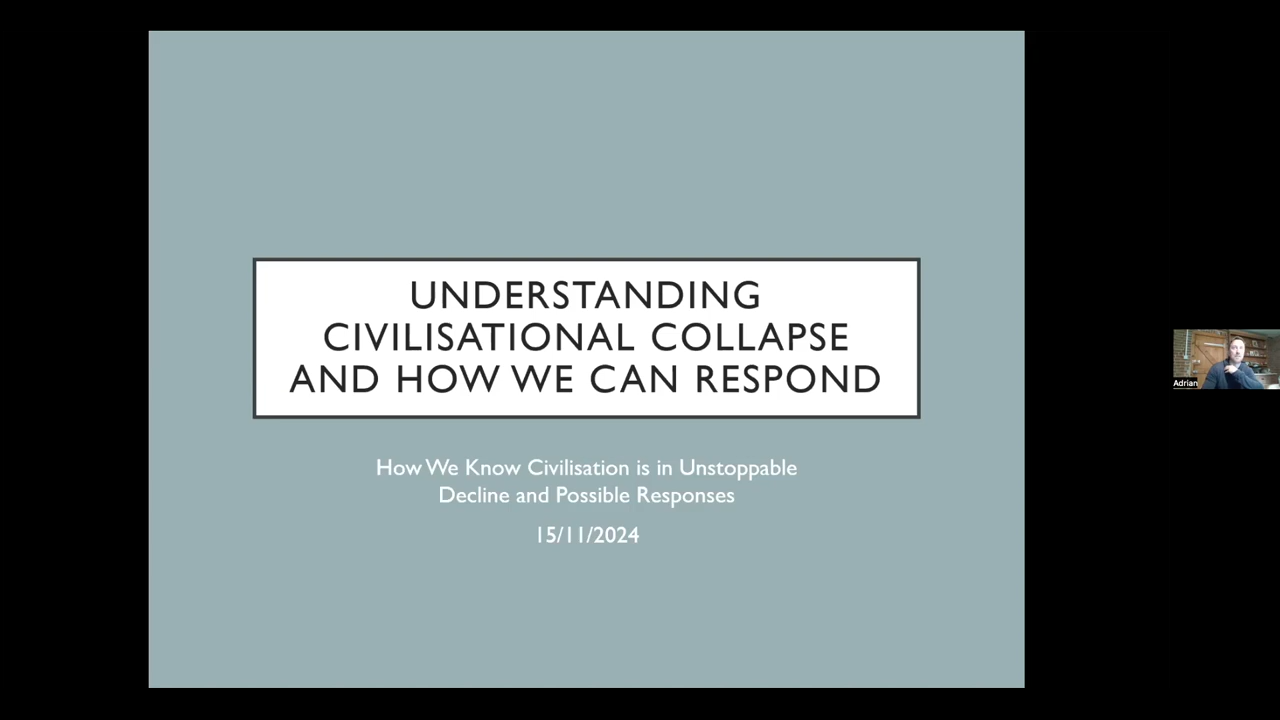 UNDERSTANDING
CIVILISATIONAL COLLAPSE
AND HOW WE CAN RESPOND
How We Know Civilisation is in Unstoppable
Decline and Possible Responses
15/11/2024
Adrian